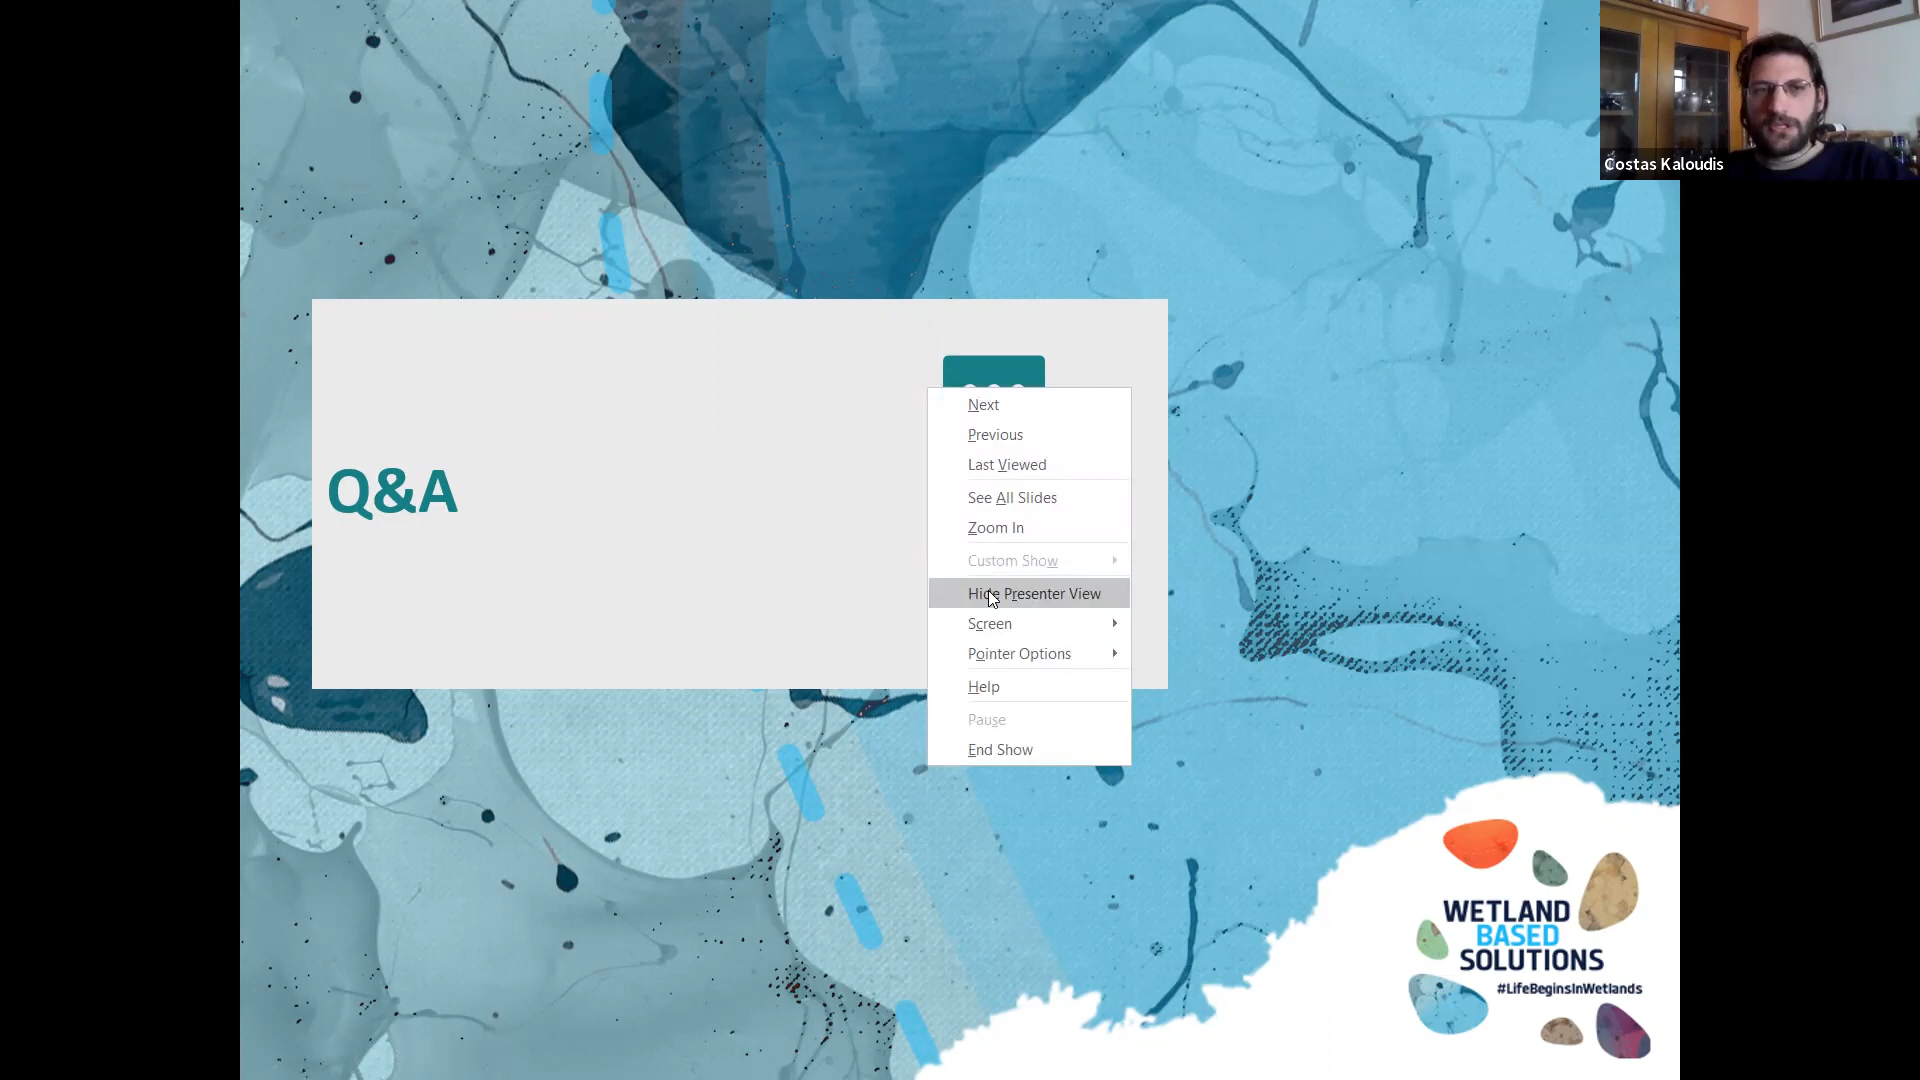 Costas Kaloudis
Q&A
Next
Previous
Last Viewed
See All Slides
Zoom In
Custom Show
Hide Presenter View
Screen
Pointer Options
Help
Pause
End Show
WETLAND
BASED
SOLUTIONS
#LifeBeginsInWetlands